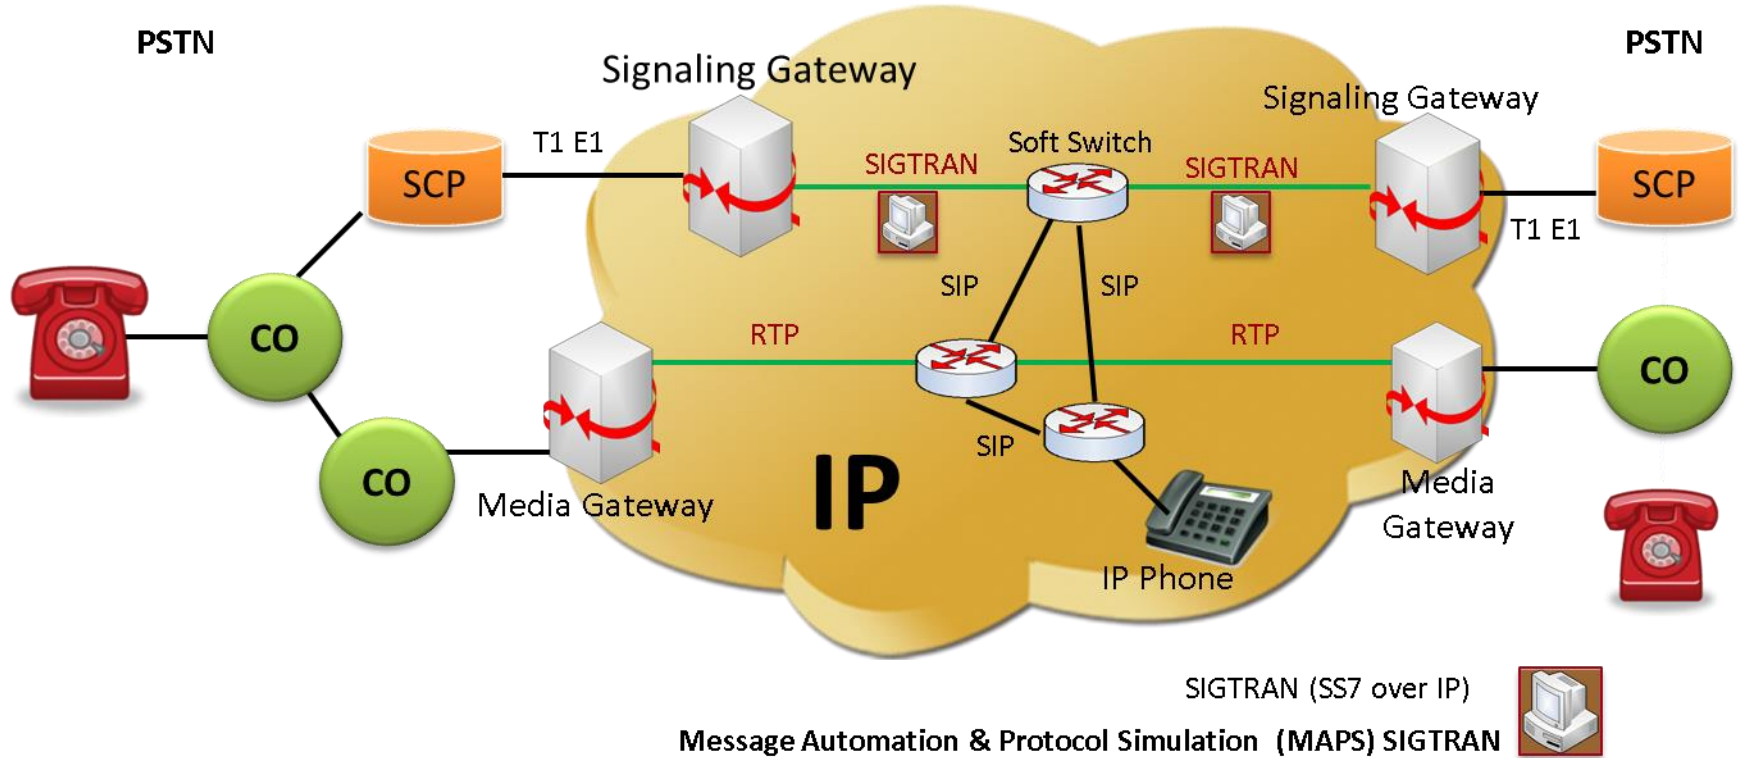 PSTN
PSTN
Signaling Gateway
Signaling Gateway
T1 E1
SCP
SIGTRAN
Soft Switch
SIGTRAN
SCP
T1 E1
SIP
SIP
CO
RTP
RTP
CO
SIP
CO
IP
Media Gateway
Media
Gateway
IP Phone
SIGTRAN (SS7 over IP)
Message Automation & Protocol Simulation (MAPS) SIGTRAN